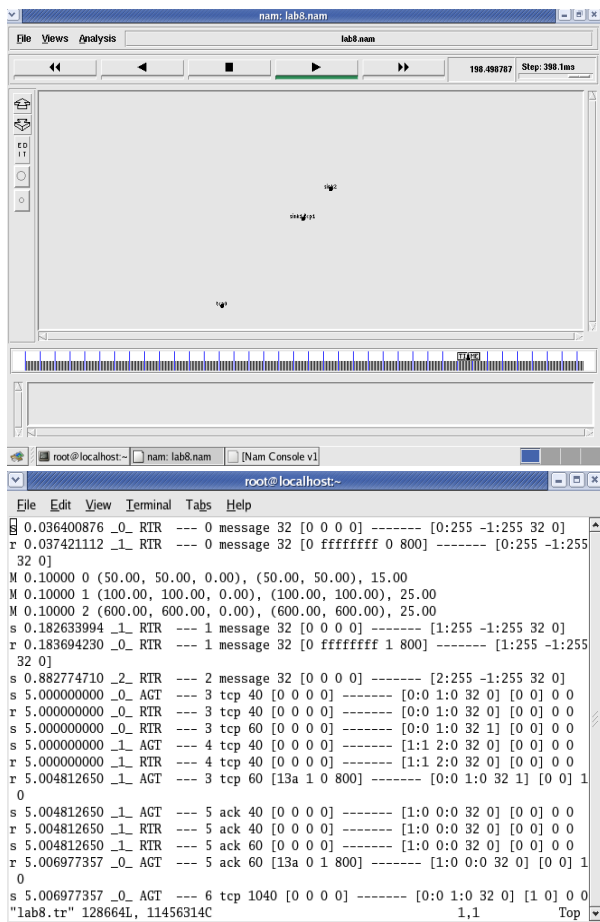 nam: lab8.nam
File Views Analysis lab8.nam
198.498787 Step: 398.1ms
ED
IT
sink2
TIME
root@localhost:~ nam: lab8.nam [Nam Console v1
root@localhost:~
File Edit View Terminal Tabs Help
s 0.036400876 _0_ RTR --- 0 message 32 [0 0 0 0] ------- [0:255 -1:255 32 0]
r 0.037421112 _1_ RTR --- 0 message 32 [0 ffffffff 0 800] ------- [0:255 -1:255
32 0]
M 0.10000 0 (50.00, 50.00, 0.00), (50.00, 50.00), 15.00
M 0.10000 1 (100.00, 100.00, 0.00), (100.00, 100.00), 25.00
M 0.10000 2 (600.00, 600.00, 0.00), (600.00, 600.00), 25.00
s 0.182633994 _1_ RTR --- 1 message 32 [0 0 0 0] ------- [1:255 -1:255 32 0]
r 0.183694230 _0_ RTR --- 1 message 32 [0 ffffffff 1 800] ------- [1:255 -1:255
32 0]
s 0.882774710 _2_ RTR --- 2 message 32 [0 0 0 0] ------- [2:255 -1:255 32 0]
s 5.000000000 _0_ AGT --- 3 tcp 40 [0 0 0 0] ------- [0:0 1:0 32 0] [0 0] 0 0
r 5.000000000 _0_ RTR --- 3 tcp 40 [0 0 0 0] ------- [0:0 1:0 32 0] [0 0] 0 0
s 5.000000000 _0_ RTR --- 3 tcp 60 [0 0 0 0] ------- [0:0 1:0 32 1] [0 0] 0 0
s 5.000000000 _1_ AGT --- 4 tcp 40 [0 0 0 0] ------- [1:1 2:0 32 0] [0 0] 0 0
r 5.000000000 _1_ RTR --- 4 tcp 40 [0 0 0 0] ------- [1:1 2:0 32 0] [0 0] 0 0
r 5.004812650 _1_ AGT --- 3 tcp 60 [13a 1 0 800] ------- [0:0 1:0 32 1] [0 0] 1
0
s 5.004812650 _1_ AGT --- 5 ack 40 [0 0 0 0] ------- [1:0 0:0 32 0] [0 0] 0 0
r 5.004812650 _1_ RTR --- 5 ack 40 [0 0 0 0] ------- [1:0 0:0 32 0] [0 0] 0 0
s 5.004812650 _1_ RTR --- 5 ack 60 [0 0 0 0] ------- [1:0 0:0 32 0] [0 0] 0 0
r 5.006977357 _0_ AGT --- 5 ack 60 [13a 0 1 800] ------- [1:0 0:0 32 0] [0 0] 1
0
s 5.006977357 _0_ AGT --- 6 tcp 1040 [0 0 0 0] ------- [0:0 1:0 32 0] [1 0] 0 0
"lab8.tr" 128664L, 11456314C 1,1 Top